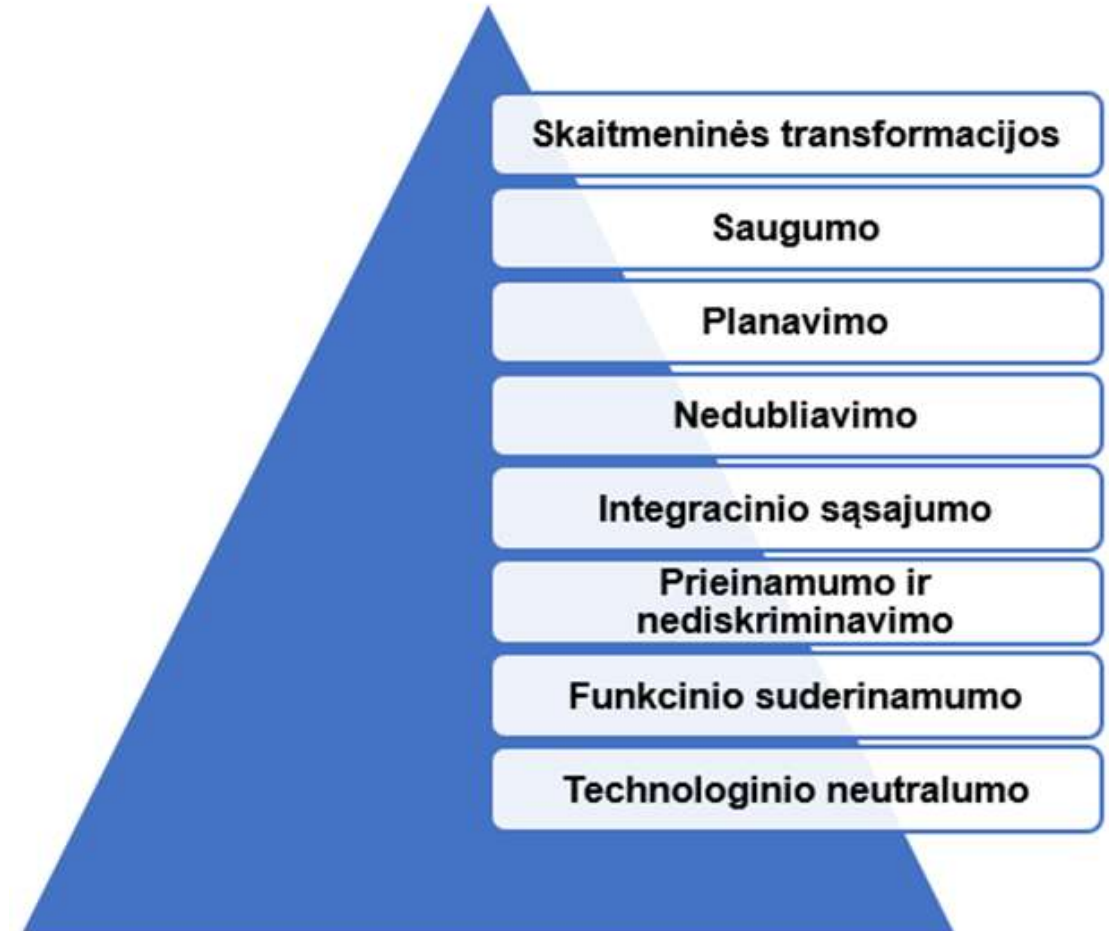 Skaitmeninės transformacijos
Saugumo
Planavimo
Nedubliavimo
Integracinio sąsajumo
Prieinamumo ir
nediskriminavimo
Funkcinio suderinamumo
Technologinio neutralumo